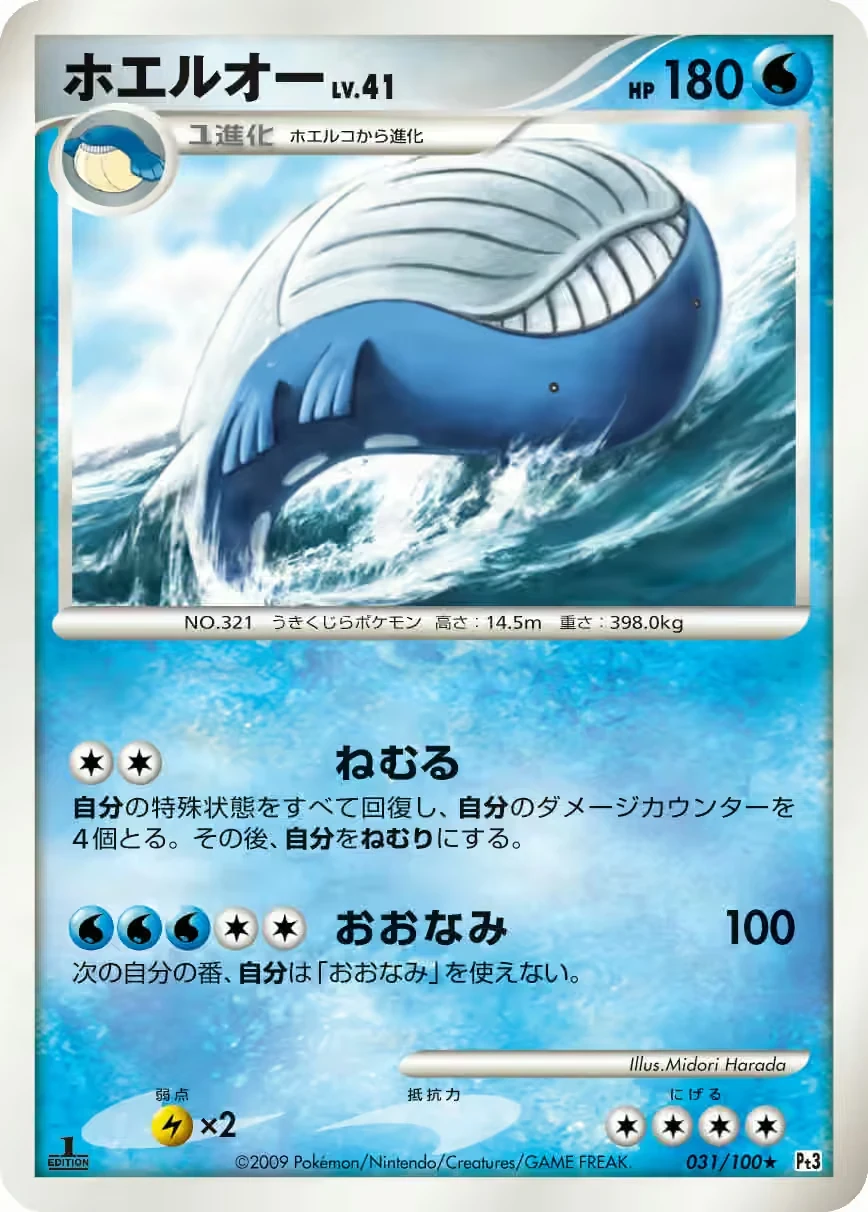 ホエルオー LV.41 HP 180
1進化 ホエルコから進化
NO.321 うきくじらポケモン 高さ：14.5m 重さ：398.0kg
ねむる
自分の特殊状態をすべて回復し、自分のダメージカウンターを
4個とる。その後、自分をねむりにする。
おおなみ 100
次の自分の番、自分は「おおなみ」を使えない。
Illus.Midori Harada
弱点 抵抗力 にげる
×2
1 EDITION ©2009 Pokémon/Nintendo/Creatures/GAME FREAK. 031/100★ Pt3